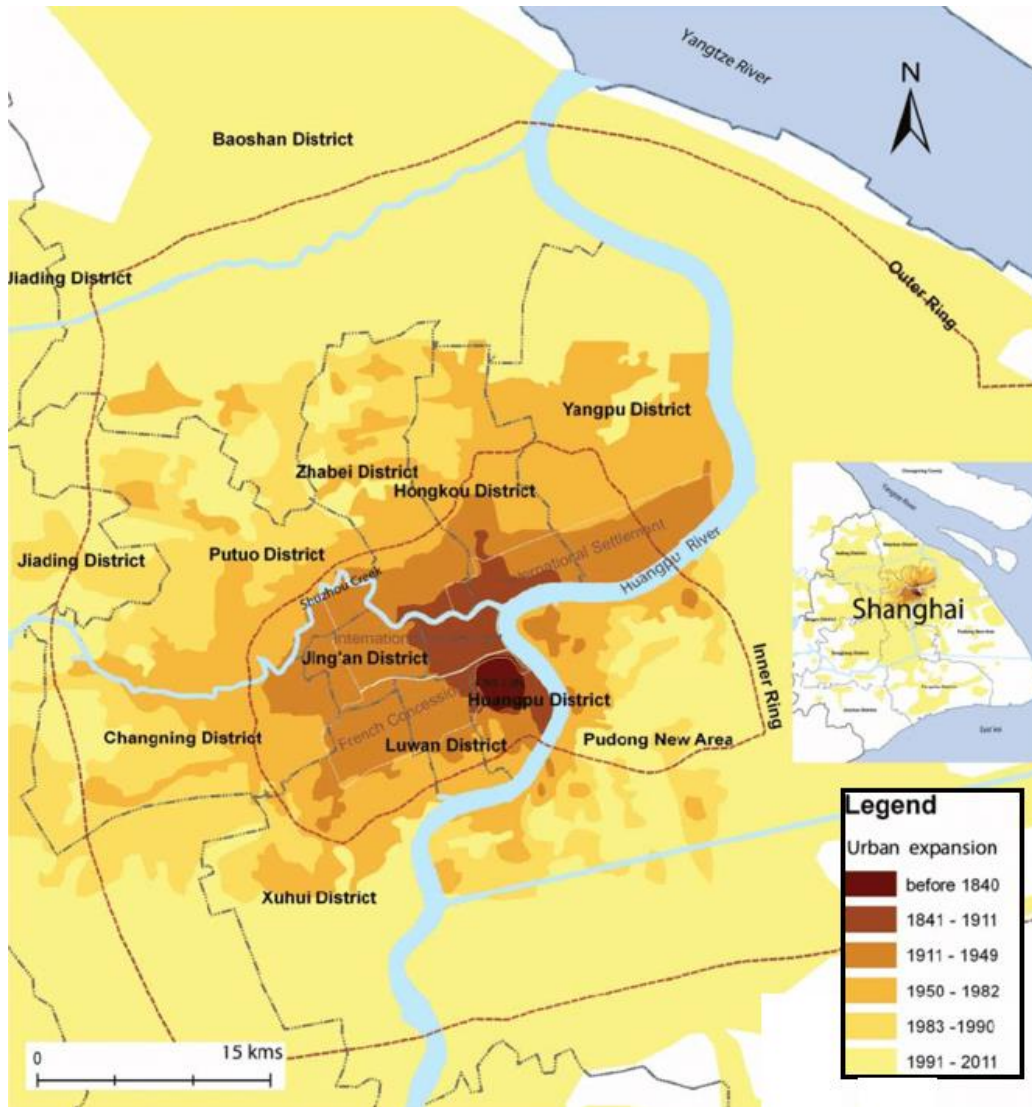 Yangtze River
N
Baoshan District
Outer Ring
Jiading District
Yangpu District
Zhabei District
Hongkou District
International Settlement
Huangpu River
Jiading District
Putuo District
Suzhou Creek
Jing'an District
Inner Ring
Huangpu District
French Concession
Changning District
Luwan District
Pudong New Area
Xuhui District
Shanghai
Legend
Urban expansion
before 1840
1841 - 1911
1911 - 1949
1950 - 1982
1983 -1990
1991 - 2011
0
15 kms